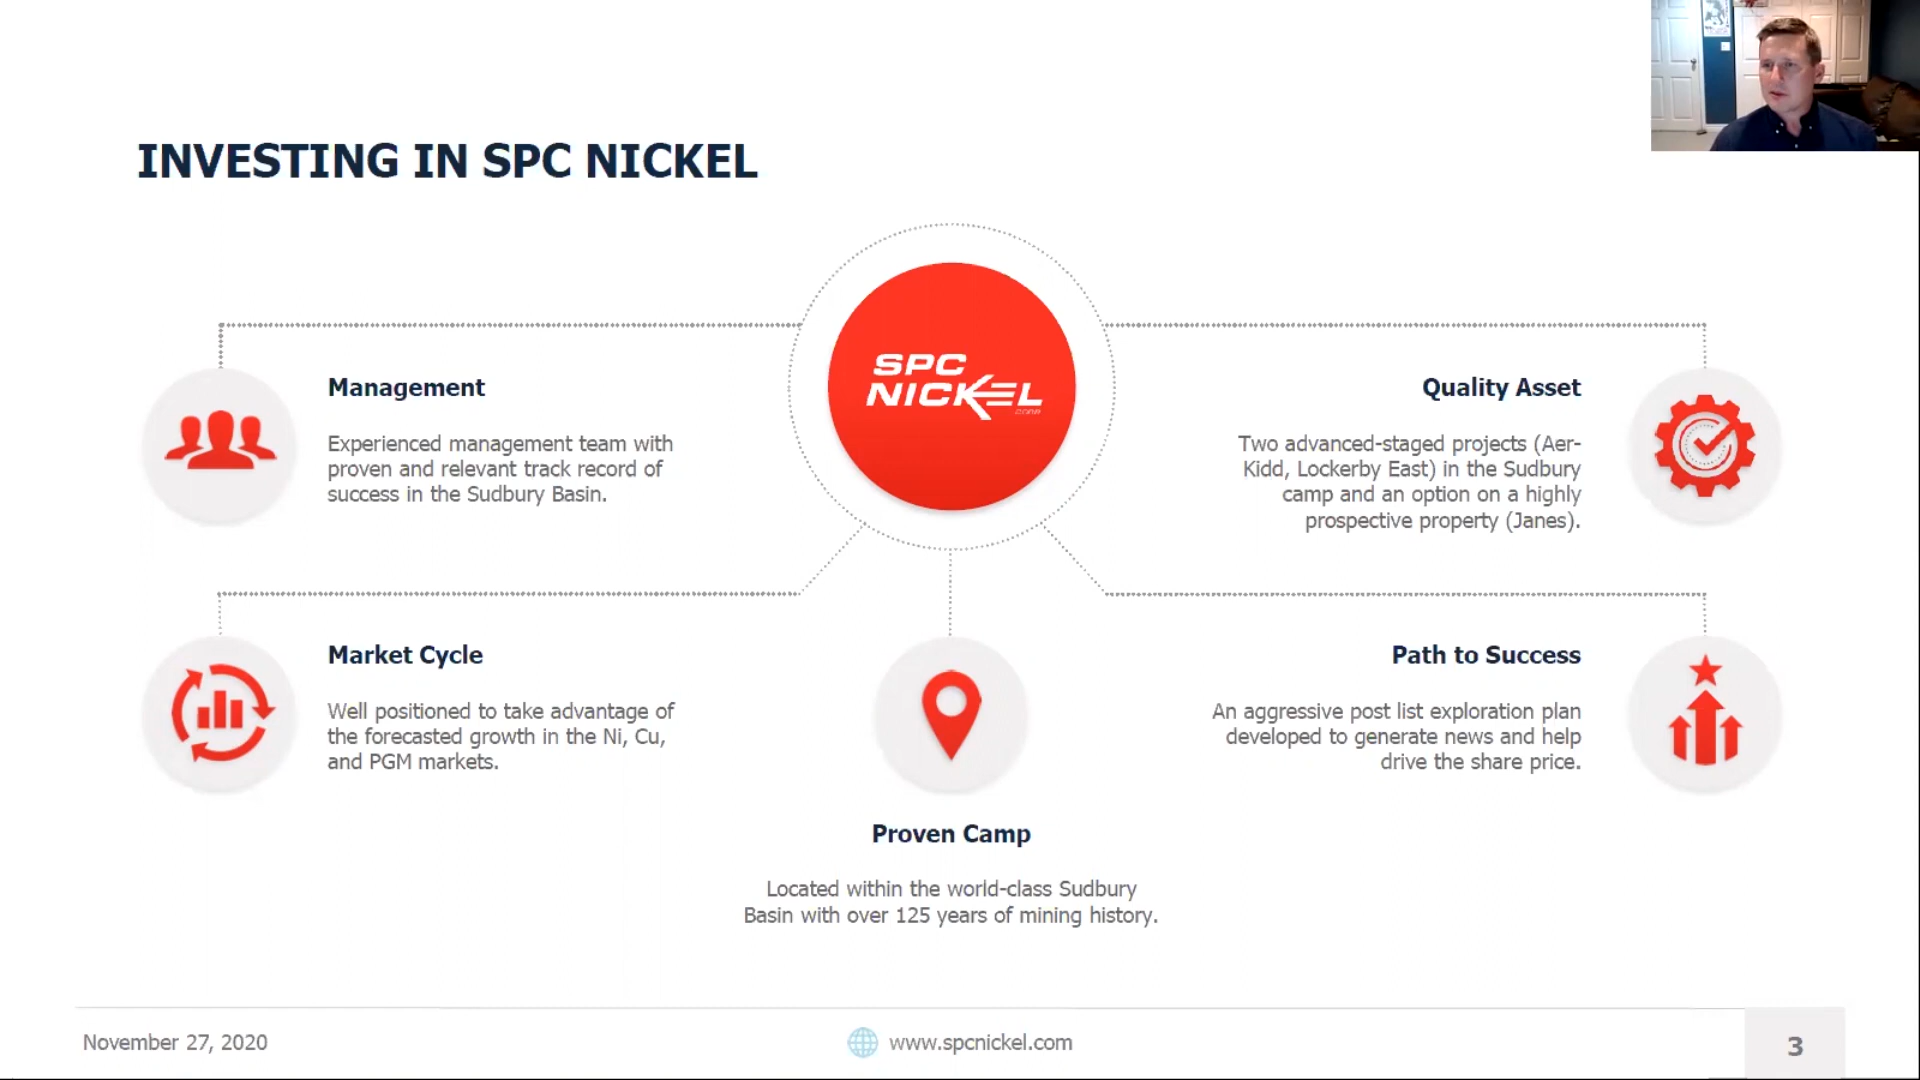 INVESTING IN SPC NICKEL
SPC
NICKEL
CORP
Management
Experienced management team with
proven and relevant track record of
success in the Sudbury Basin.
Quality Asset
Two advanced-staged projects (Aer-
Kidd, Lockerby East) in the Sudbury
camp and an option on a highly
prospective property (Janes).
Market Cycle
Well positioned to take advantage of
the forecasted growth in the Ni, Cu,
and PGM markets.
Path to Success
An aggressive post list exploration plan
developed to generate news and help
drive the share price.
Proven Camp
Located within the world-class Sudbury
Basin with over 125 years of mining history.
November 27, 2020
www.spcnickel.com
3